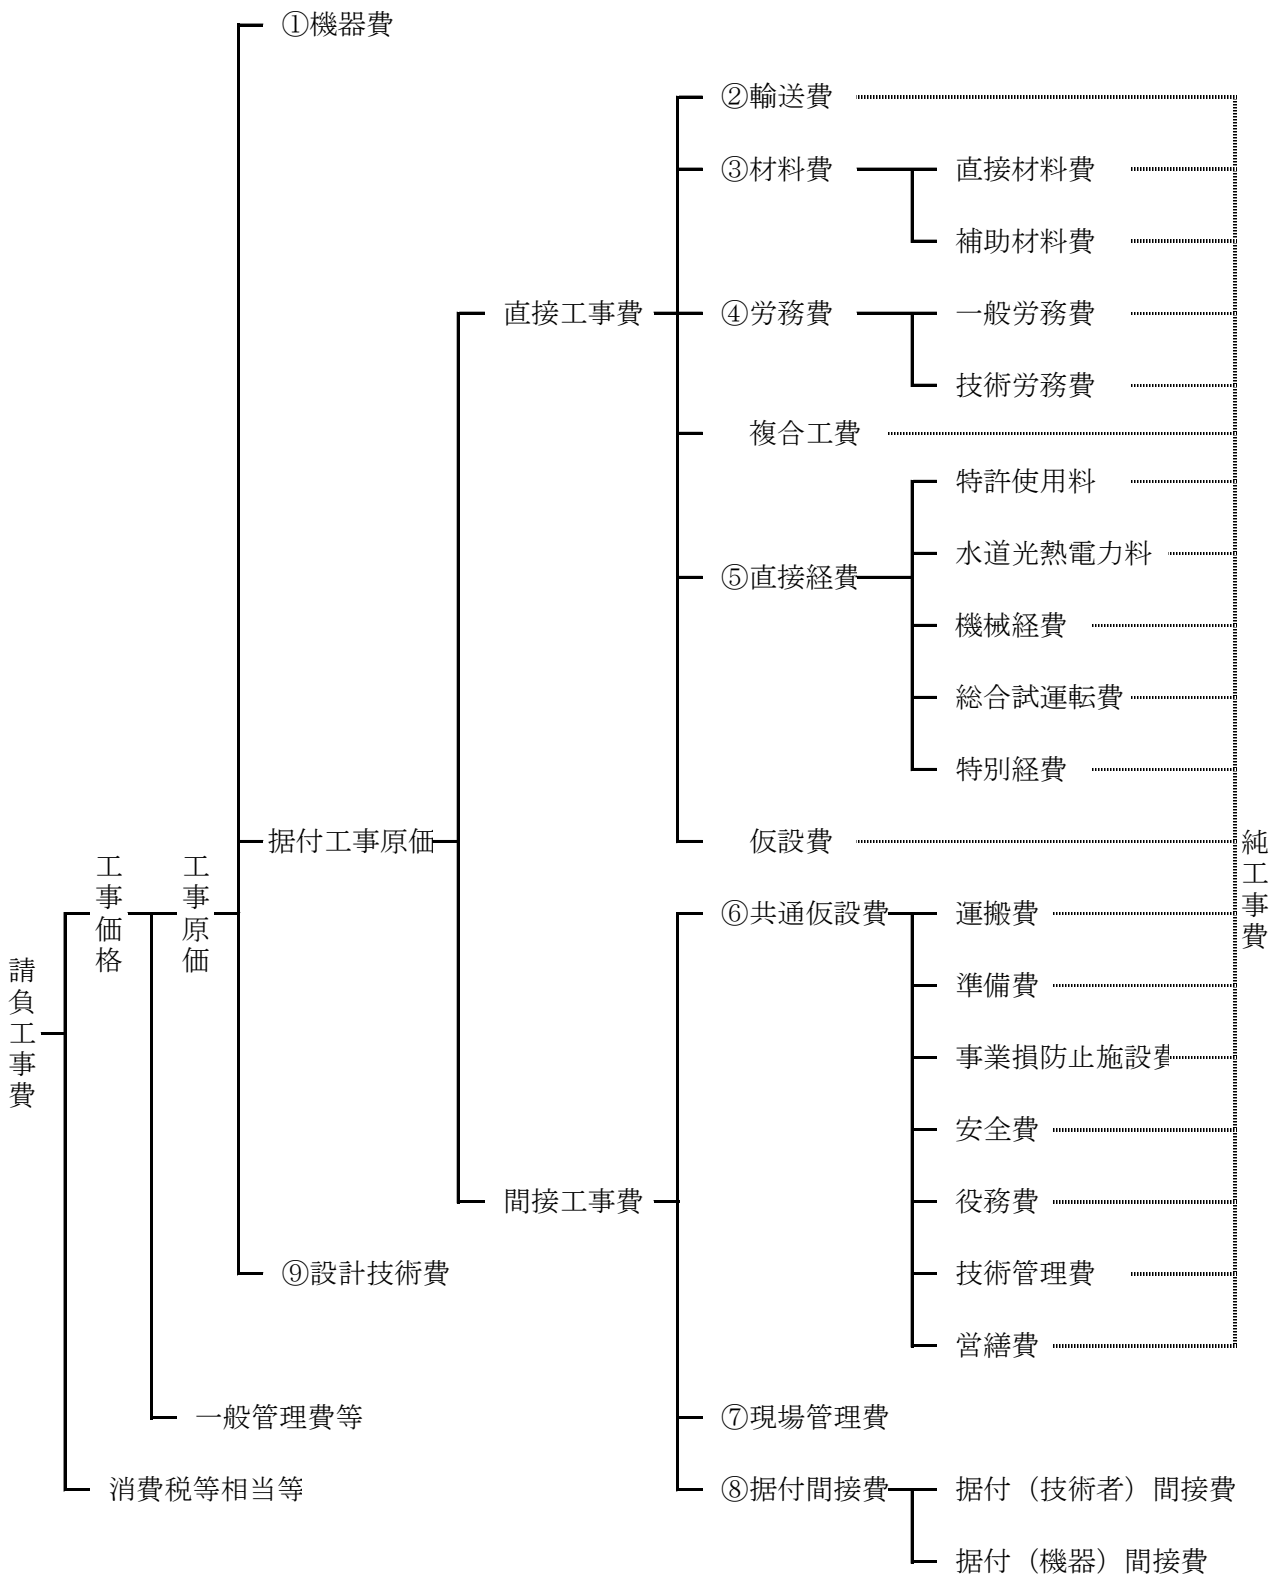 ①機器費
②輸送費
③材料費 直接材料費
補助材料費
直接工事費 ④労務費 一般労務費
技術労務費
複合工費
特許使用料
水道光熱電力料
⑤直接経費
機械経費
総合試運転費
特別経費
据付工事原価 仮設費
純工事費
工事価格
工事原価
⑥共通仮設費 運搬費
請負工事費
準備費
事業損防止施設費
安全費
間接工事費 役務費
⑨設計技術費 技術管理費
営繕費
一般管理費等 ⑦現場管理費
消費税等相当等 ⑧据付間接費 据付（技術者）間接費
据付（機器）間接費